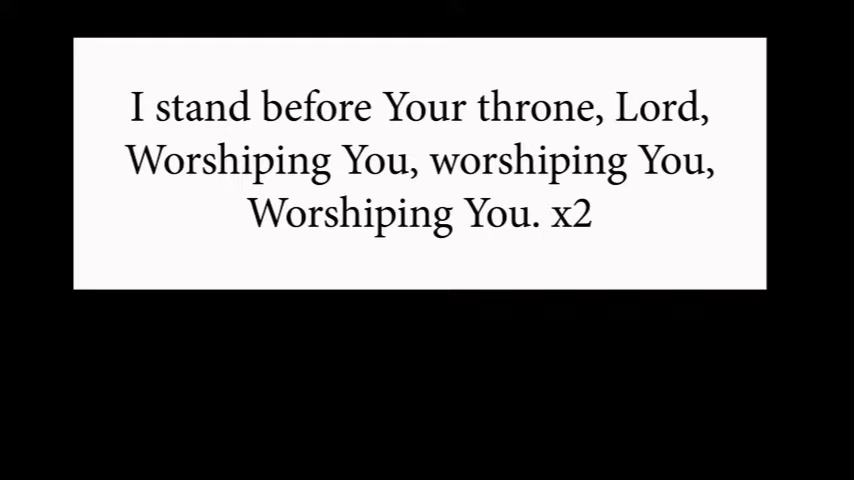 I stand before Your throne, Lord,
Worshiping You, worshiping You,
Worshiping You. x2